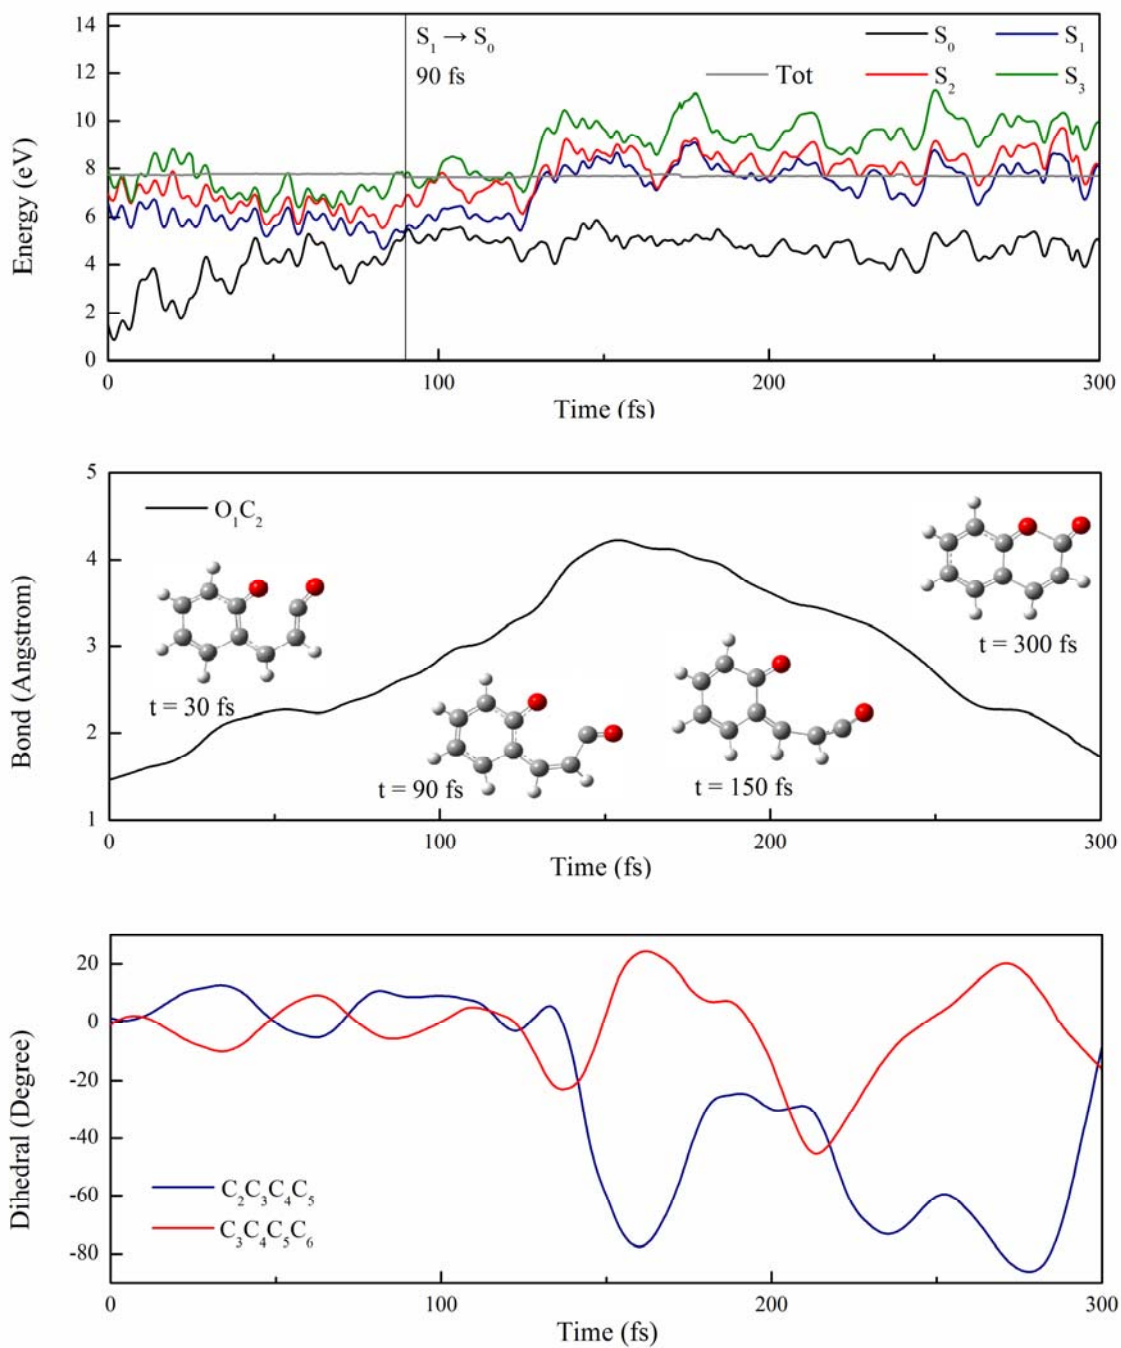 14
12
10
8
6
4
2
0
Energy (eV)
S₁ → S₀
90 fs
Tot
S₀
S₁
S₂
S₃
0 100 200 300
Time (fs)
5
4
3
2
1
Bond (Angstrom)
O₁C₂
t = 30 fs
t = 90 fs
t = 150 fs
t = 300 fs
0 100 200 300
Time (fs)
20
0
-20
-40
-60
-80
Dihedral (Degree)
C₂C₃C₄C₅
C₃C₄C₅C₆
0 100 200 300
Time (fs)